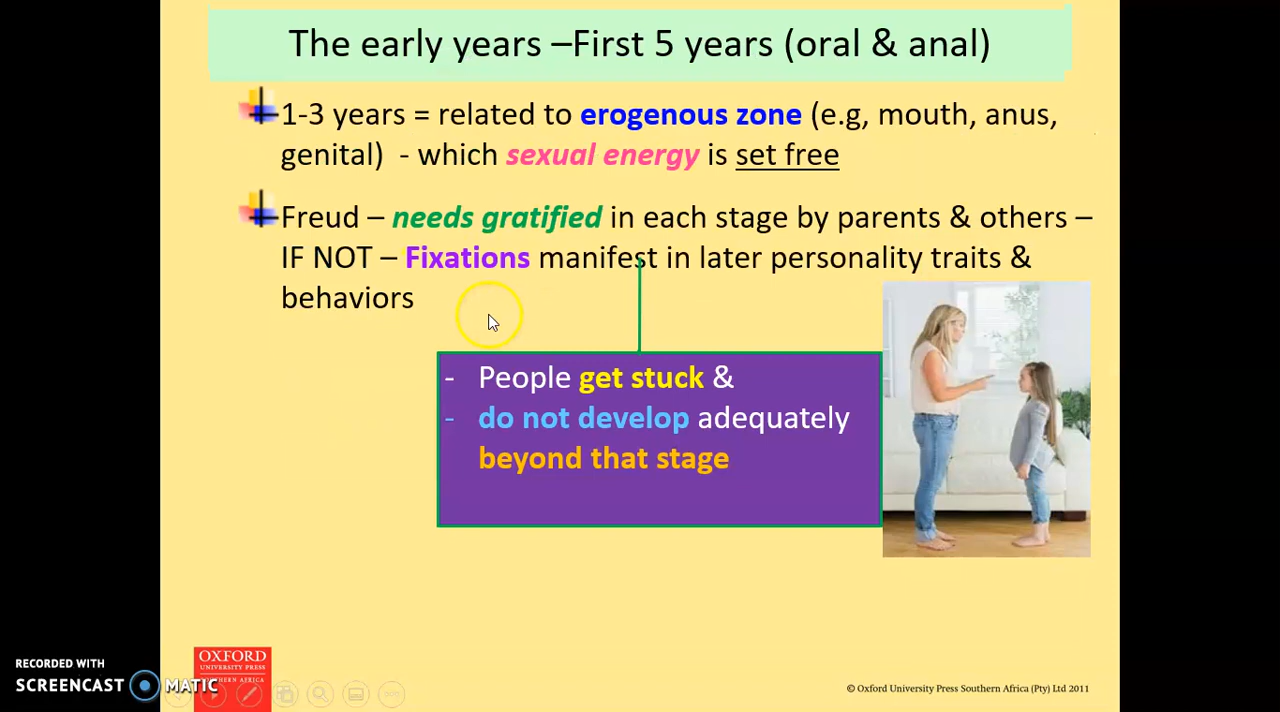 The early years –First 5 years (oral & anal)
1-3 years = related to erogenous zone (e.g, mouth, anus,
genital)  - which sexual energy is set free
Freud – needs gratified in each stage by parents & others –
IF NOT – Fixations manifest in later personality traits &
behaviors
- People get stuck &
- do not develop adequately
beyond that stage
RECORDED WITH
SCREENCAST MATIC
OXFORD
UNIVERSITY PRESS
SOUTHERN AFRICA
© Oxford University Press Southern Africa (Pty) Ltd 2011